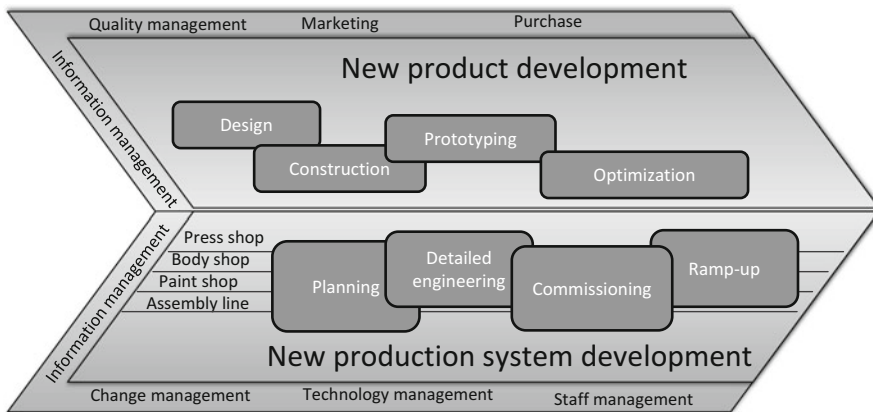 Quality management Marketing Purchase
Information management
New product development
Design
Prototyping
Construction
Optimization
Information management
Press shop
Body shop
Paint shop
Assembly line
Planning
Detailed
engineering
Commissioning
Ramp-up
New production system development
Change management Technology management Staff management